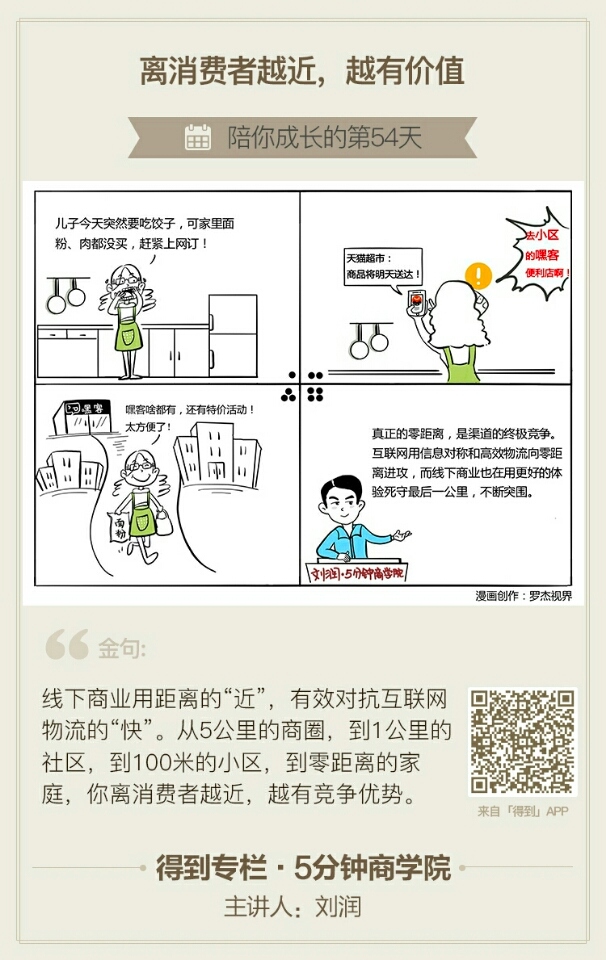 离消费者越近，越有价值
陪你成长的第54天
儿子今天突然要吃饺子，可家里面
粉、肉都没买，赶紧上网订！
天猫超市：
商品将明天送达！
去小区
的嘿客
便利店啊！
嘿客
嘿客啥都有，还有特价活动！
太方便了！
面粉
真正的零距离，是渠道的终极竞争。
互联网用信息对称和高效物流向零距
离进攻，而线下商业也在用更好的体
验死守最后一公里，不断突围。
刘润·5分钟商学院
漫画创作：罗杰视界
金句:
线下商业用距离的“近”，有效对抗互联网
物流的“快”。从5公里的商圈，到1公里的
社区，到100米的小区，到零距离的家
庭，你离消费者越近，越有竞争优势。
来自「得到」APP
得到专栏·5分钟商学院
主讲人：刘润